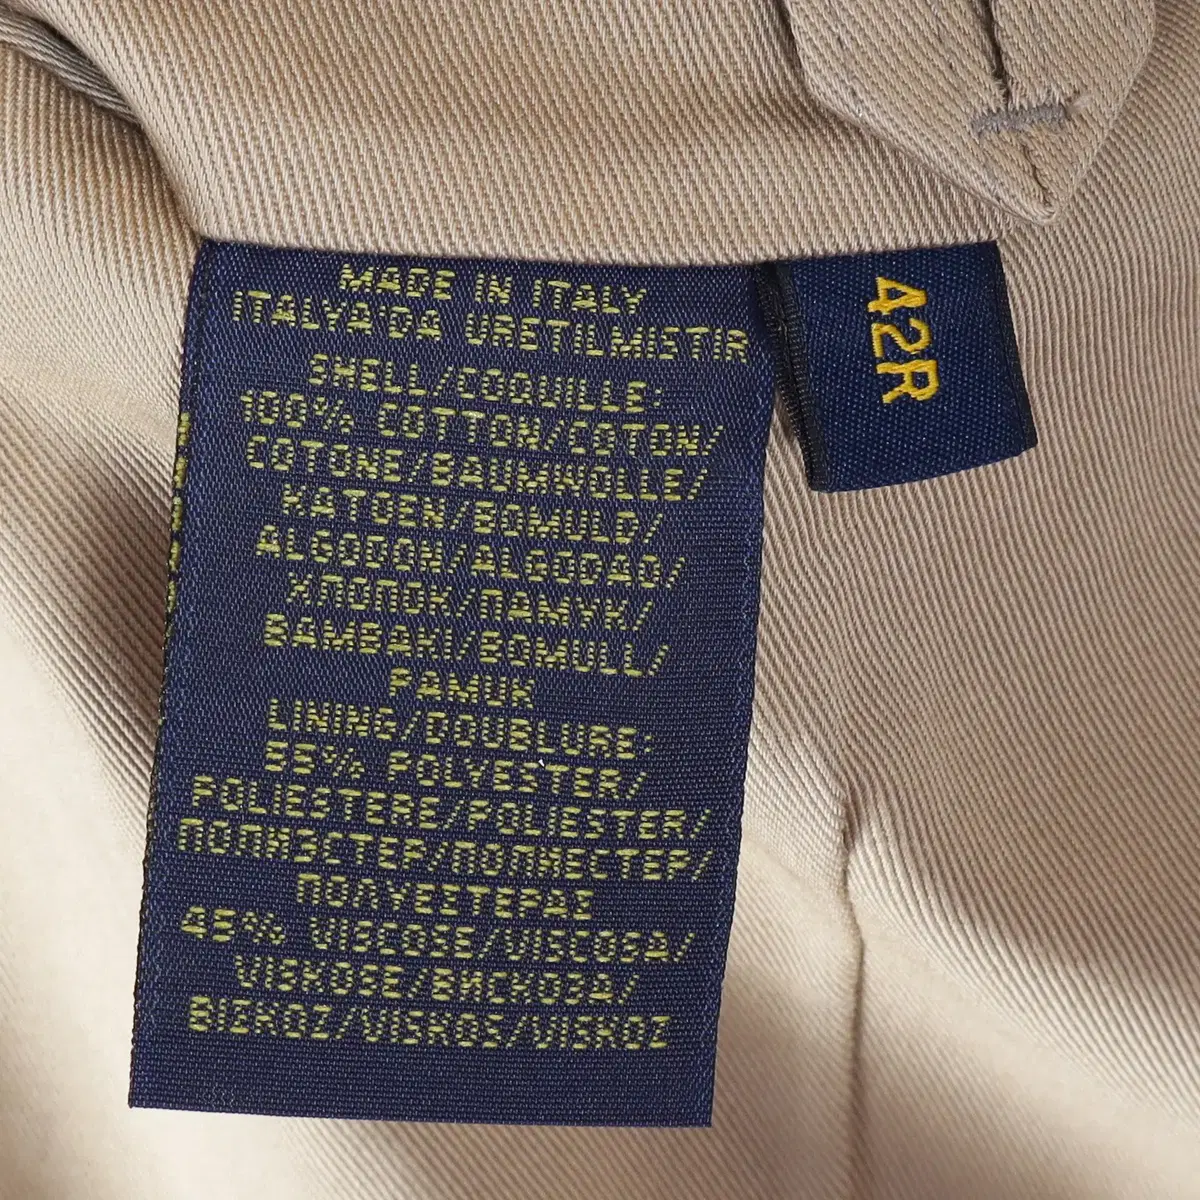 MADE IN ITALY
ITALYA'DA URETILMISTIR
SHELL/COQUILLE:
100% COTTON/COTON/
COTONE/BAUMWOLLE/
KATOEN/BOMULD/
ALGODON/ALGODAO/
ХЛОПОК/ПАМУК/
BAMBAKI/BOMULL/
PAMUK
LINING/DOUBLURE:
55% POLYESTER/
POLIESTERE/POLIESTER/
ПОЛИЭСТЕР/ПОЛИЕСТЕР/
ΠΟΛΥΕΣΤΕΡΑΣ
45% VISCOSE/VISCOSA/
VISKOSE/ВИСКОЗА/
ΒΙΣΚΟΖ/VISKOS/VISKOZ
42R